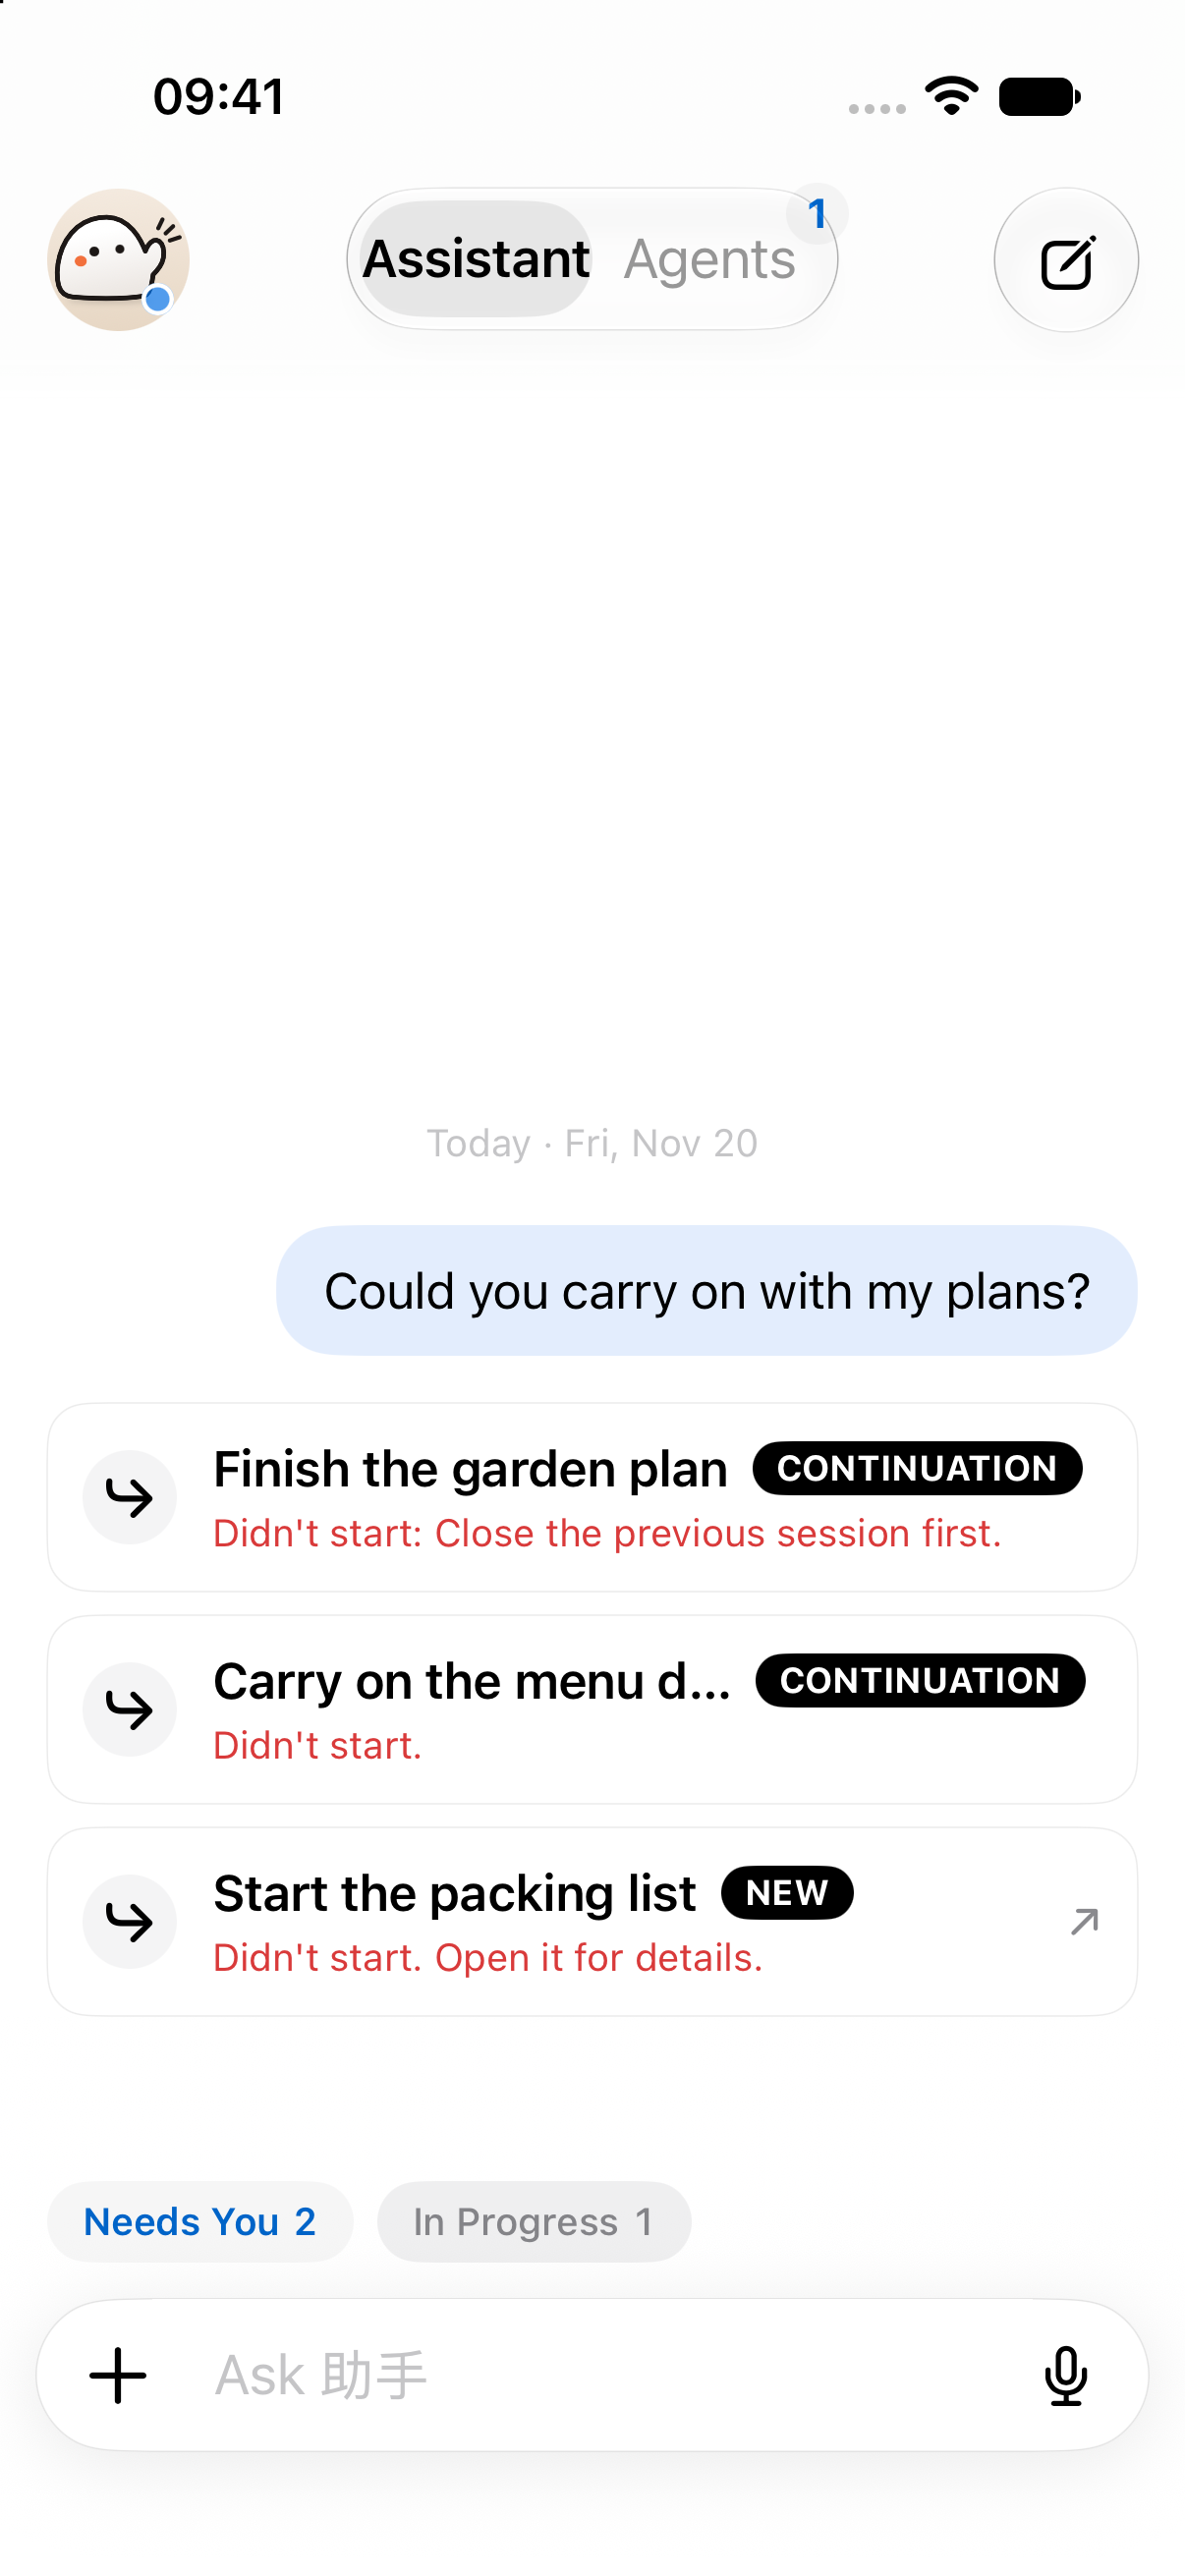 09:41
Assistant
Agents
1
Today · Fri, Nov 20
Could you carry on with my plans?
Finish the garden plan CONTINUATION
Didn't start: Close the previous session first.
Carry on the menu d... CONTINUATION
Didn't start.
Start the packing list NEW
Didn't start. Open it for details.
Needs You 2
In Progress 1
Ask 助手